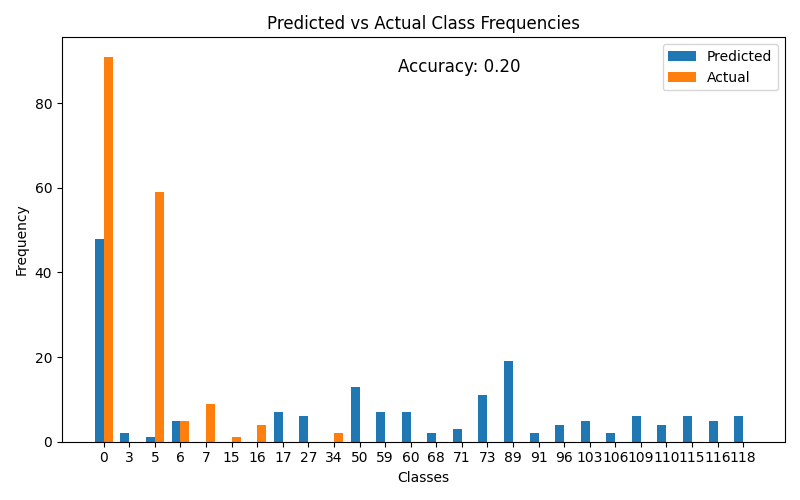 Predicted vs Actual Class Frequencies
Accuracy: 0.20
Predicted
Actual
Frequency
80
60
40
20
0
0 3 5 6 7 15 16 17 27 34 50 59 60 68 71 73 89 91 96 103 106 109 110 115 116 118
Classes